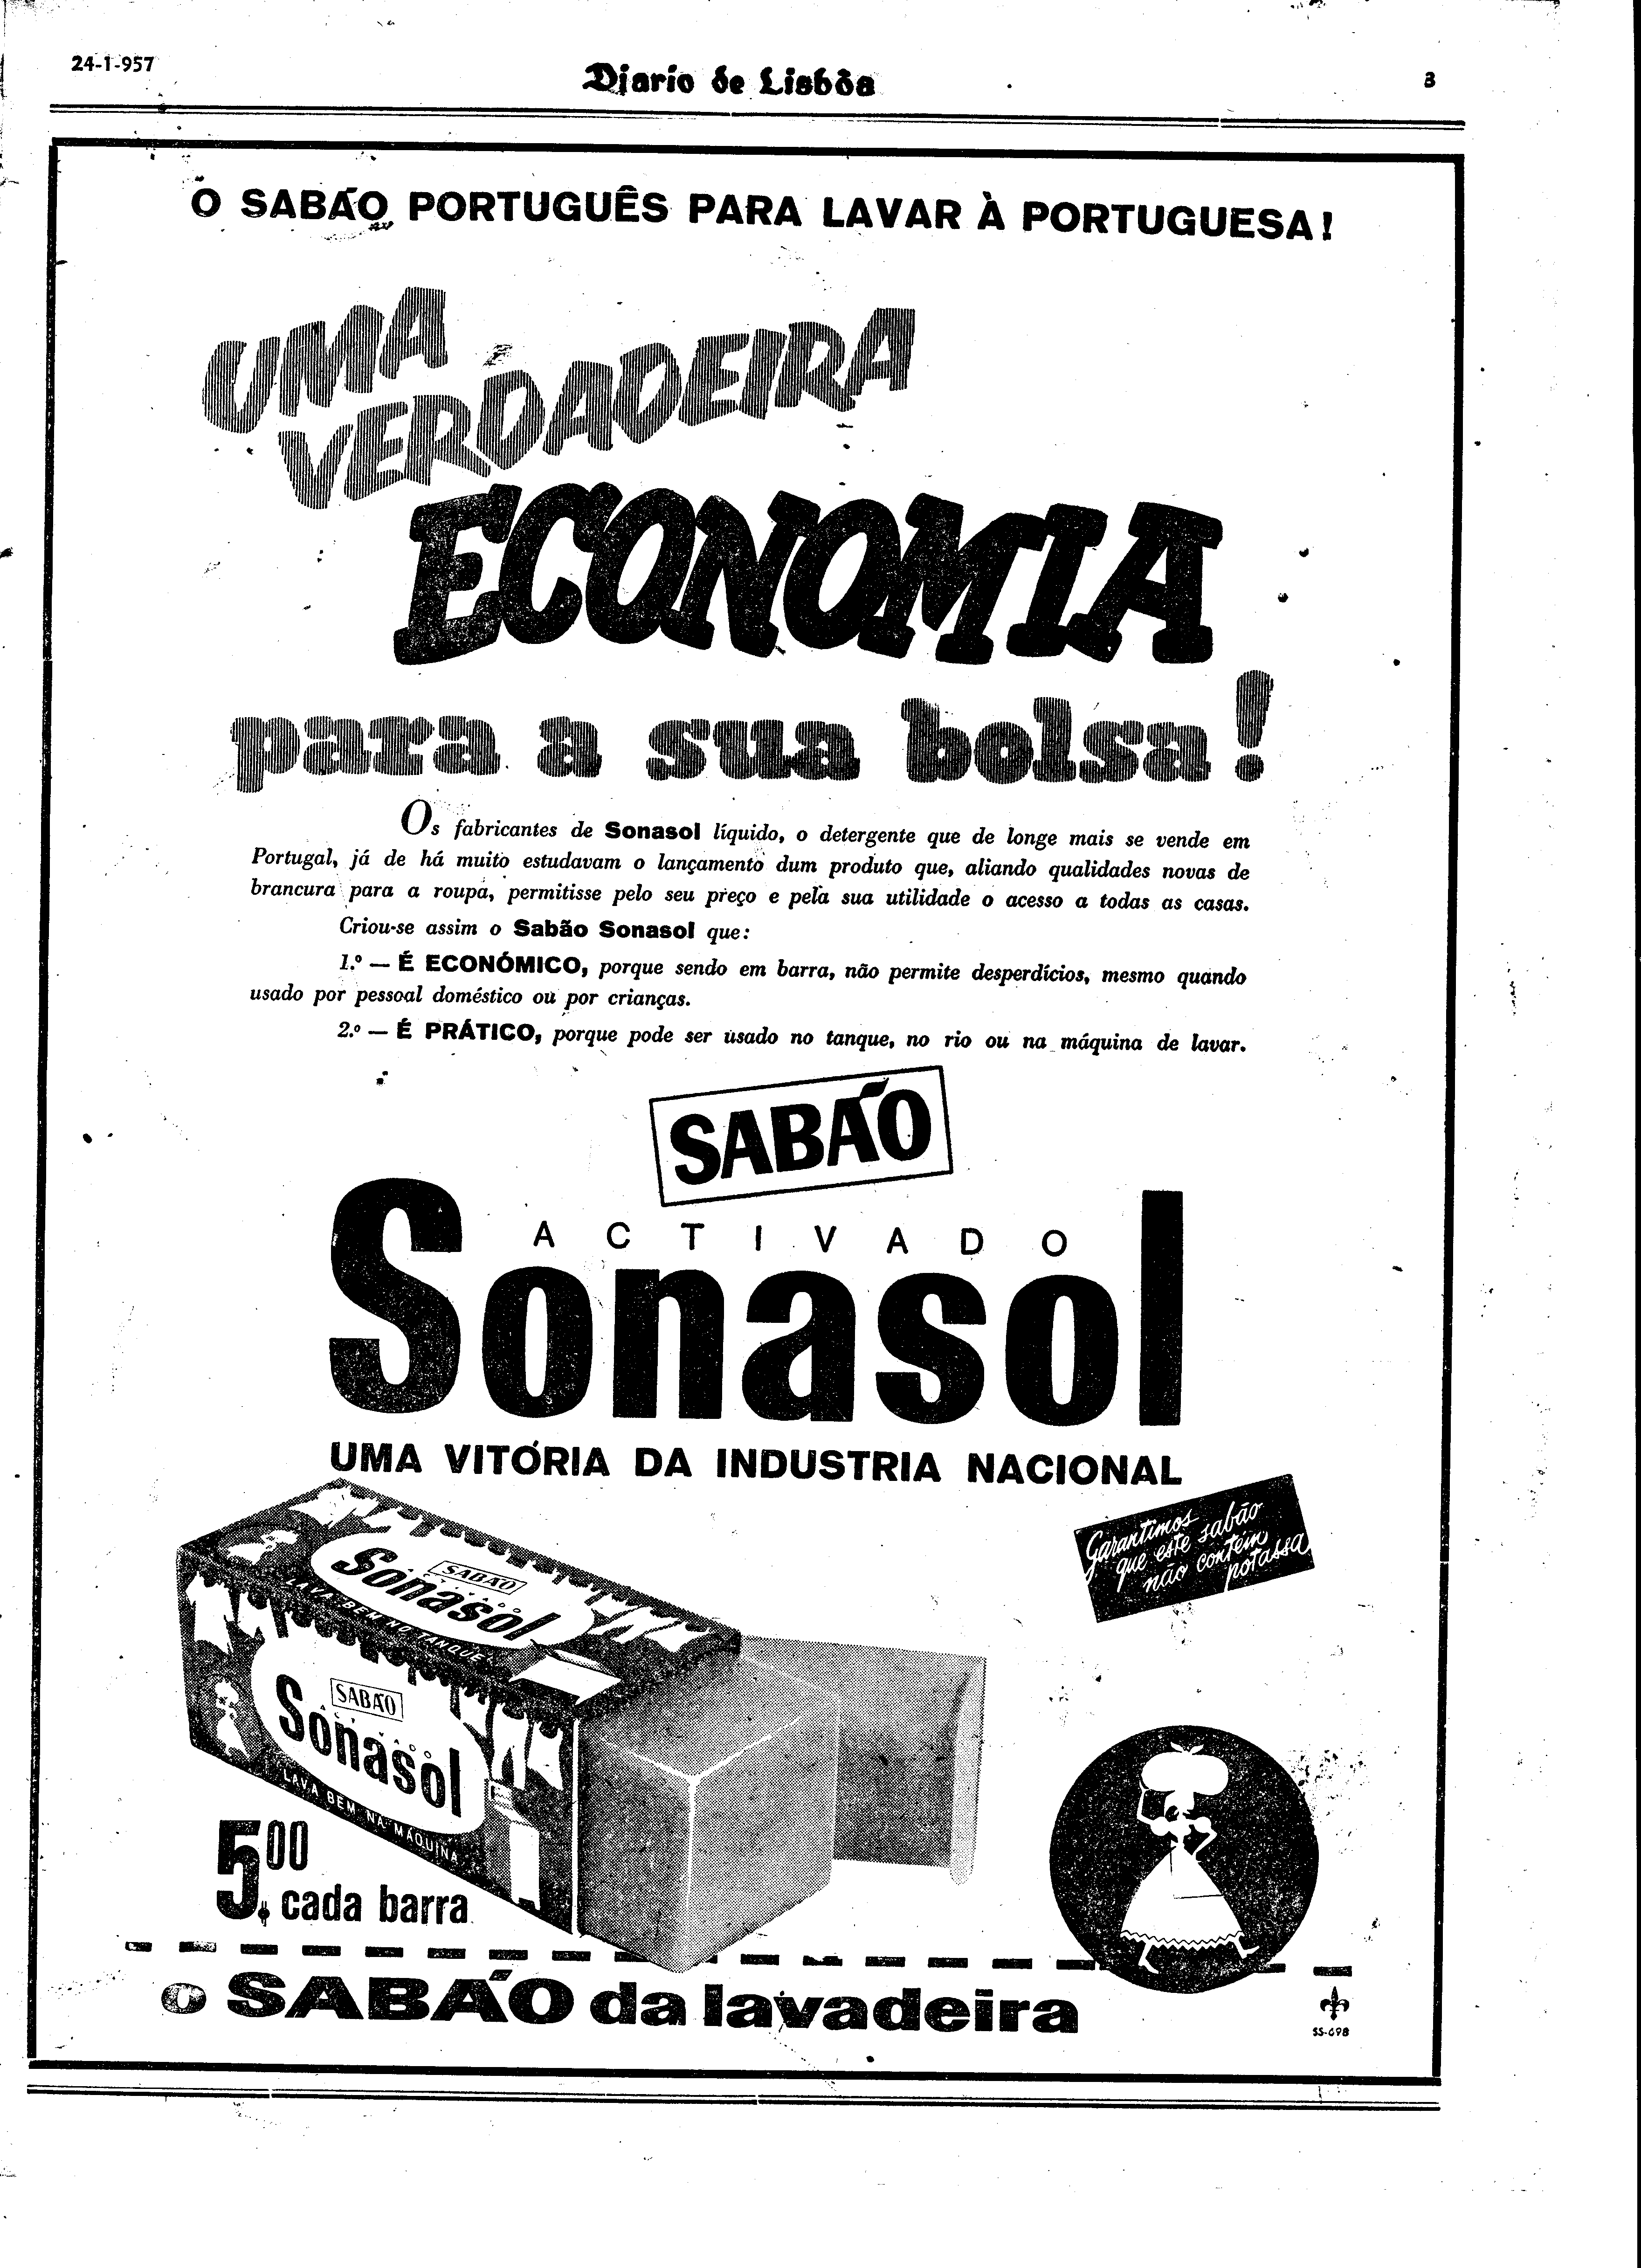 24-1-957
Diario de Lisbôa
3
O SABÃO PORTUGUÊS PARA LAVAR À PORTUGUESA!
UMA
VERDADEIRA
ECONOMIA
para a sua bolsa!
Os fabricantes de Sonasol líquido, o detergente que de longe mais se vende em
Portugal, já de há muito estudavam o lançamento dum produto que, aliando qualidades novas de
brancura para a roupa, permitisse pelo seu preço e pela sua utilidade o acesso a todas as casas.
Criou-se assim o Sabão Sonasol que:
1.º — É ECONÓMICO, porque sendo em barra, não permite desperdícios, mesmo quando
usado por pessoal doméstico ou por crianças.
2.º — É PRÁTICO, porque pode ser usado no tanque, no rio ou na máquina de lavar.
SABÃO
ACTIVADO
Sonasol
UMA VITÓRIA DA INDUSTRIA NACIONAL
Garantimos
que este sabão
não contém
potassa
SABÃO
Sonasol
LAVA BEM NO TANQUE
SABÃO
Sonasol
LAVA BEM NA MÁQUINA
5$00
cada barra
o SABÃO da lavadeira
SS-698